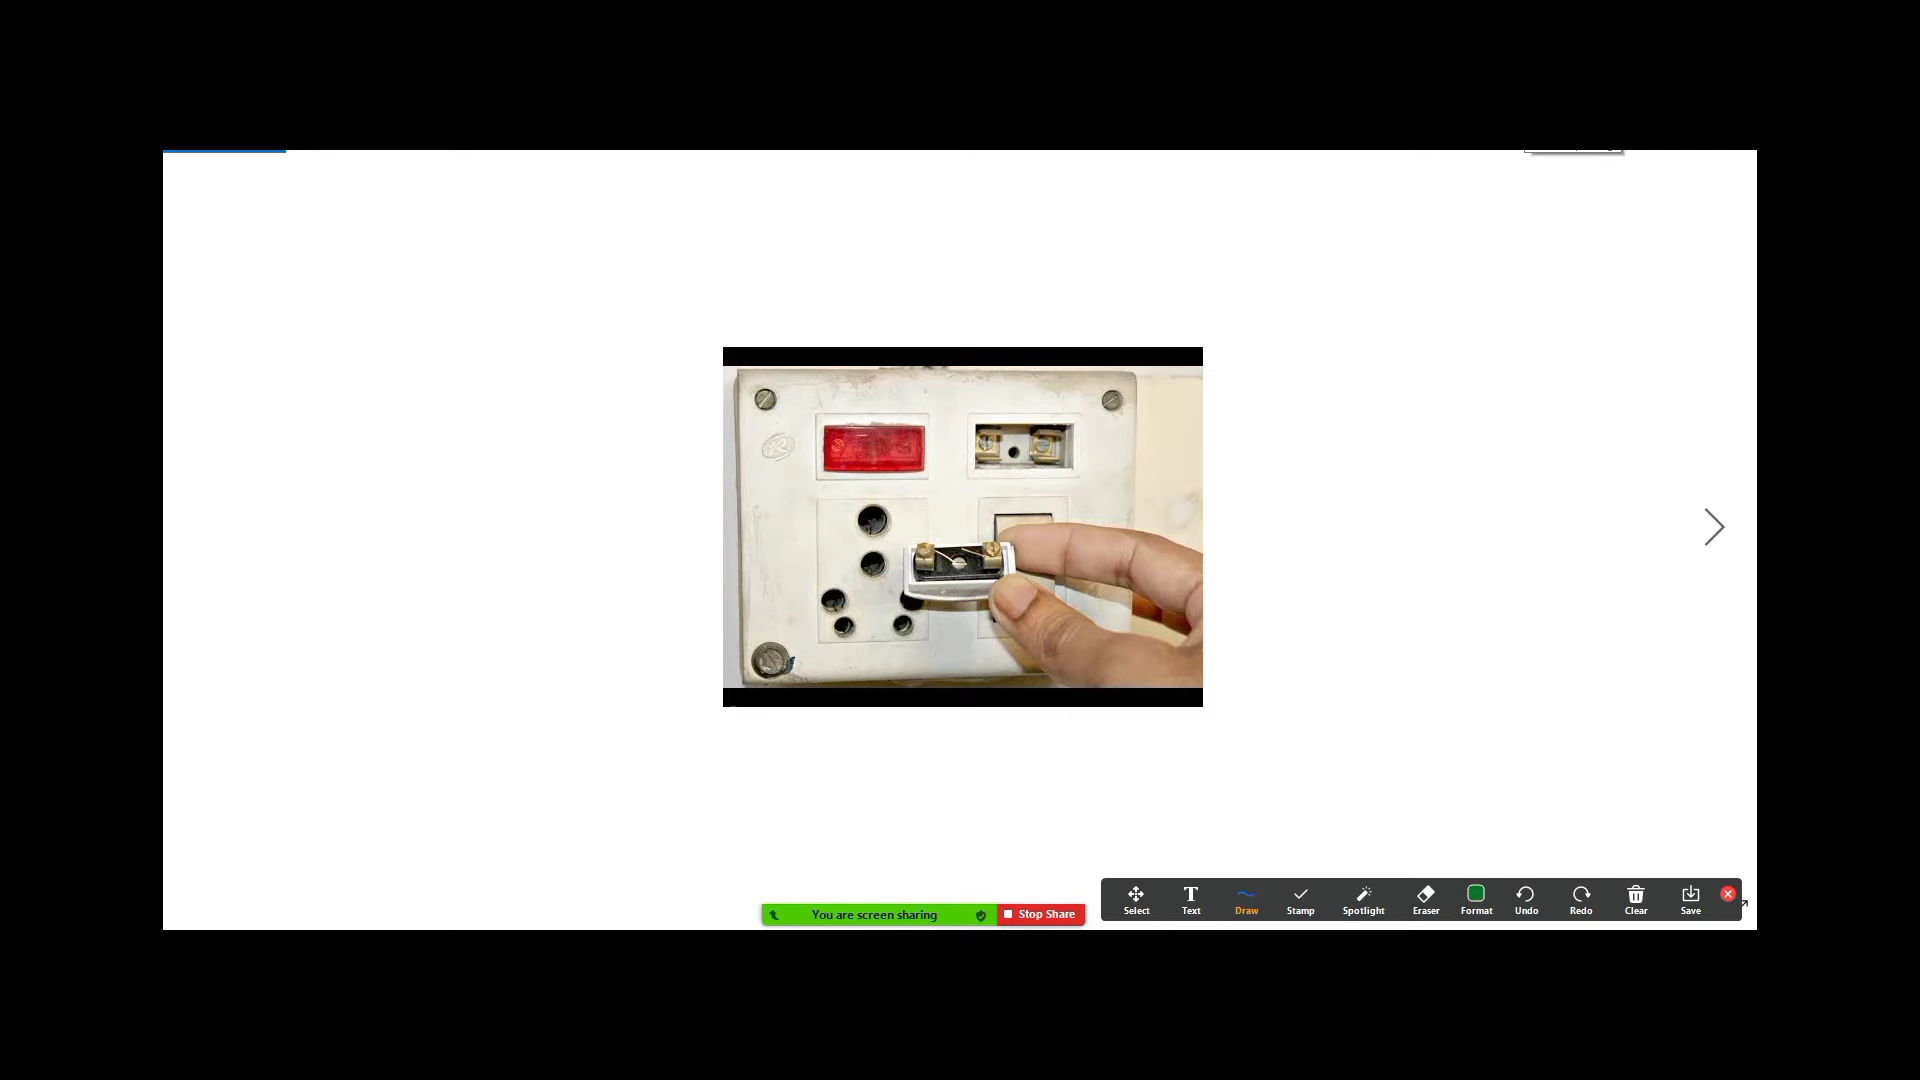 You are screen sharing
Stop Share
Select
Text
Draw
Stamp
Spotlight
Eraser
Format
Undo
Redo
Clear
Save